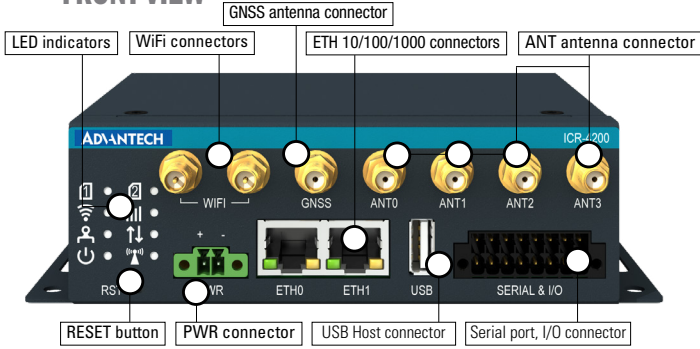 FRONT VIEW
GNSS antenna connector
LED indicators
WiFi connectors
ETH 10/100/1000 connectors
ANT antenna connector
ADVANTECH
ICR-4200
1 2
WIFI GNSS ANT0 ANT1 ANT2 ANT3
+ -
RST PWR ETH0 ETH1 USB SERIAL & I/O
RESET button
PWR connector
USB Host connector
Serial port, I/O connector